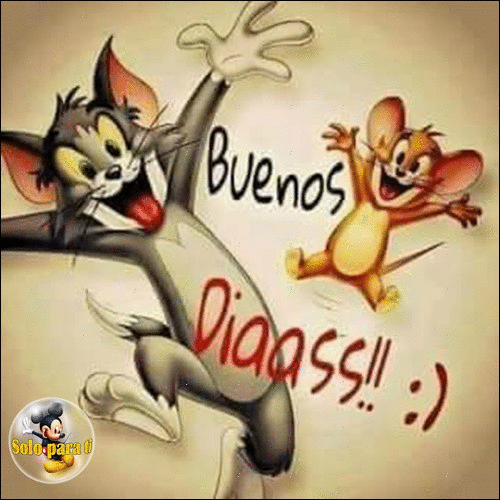 Buenos
Diaass!! :)
Solo para ti